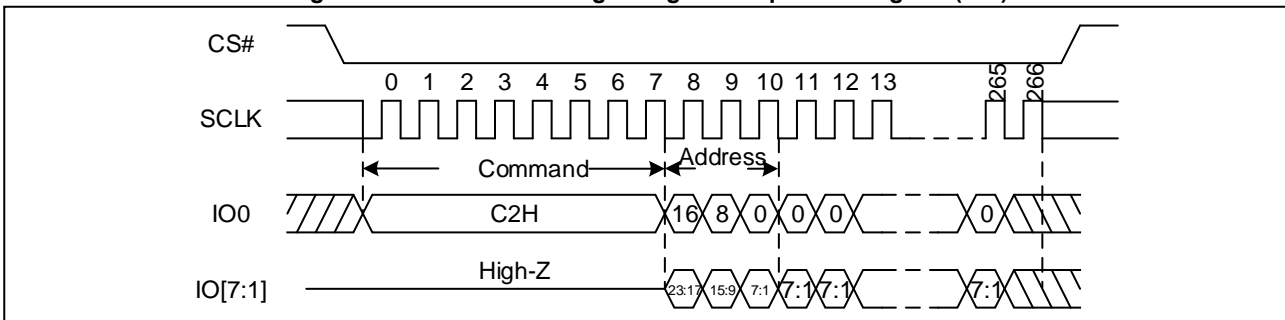 CS#
0 1 2 3 4 5 6 7 8 9 10 11 12 13 265 266
SCLK
Command Address
IO0 C2H 16 8 0 0 0 0
High-Z
IO[7:1] 23:17 15:9 7:1 7:1 7:1 7:1